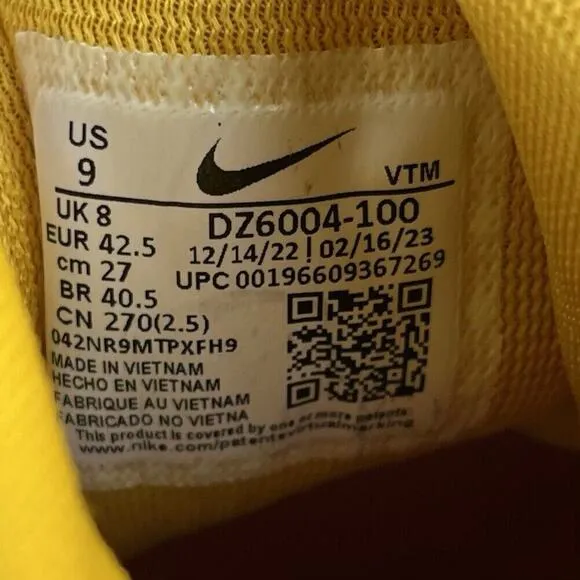 US
9
VTM
UK 8
EUR 42.5
cm 27
BR 40.5
CN 270(2.5)
DZ6004-100
12/14/22 | 02/16/23
UPC 00196609367269
042NR9MTPXFH9
MADE IN VIETNAM
HECHO EN VIETNAM
FABRIQUE AU VIETNAM
FABRICADO NO VIETNA
This product is covered by one or more patents:
www.nike.com/patentsvirtualmarking